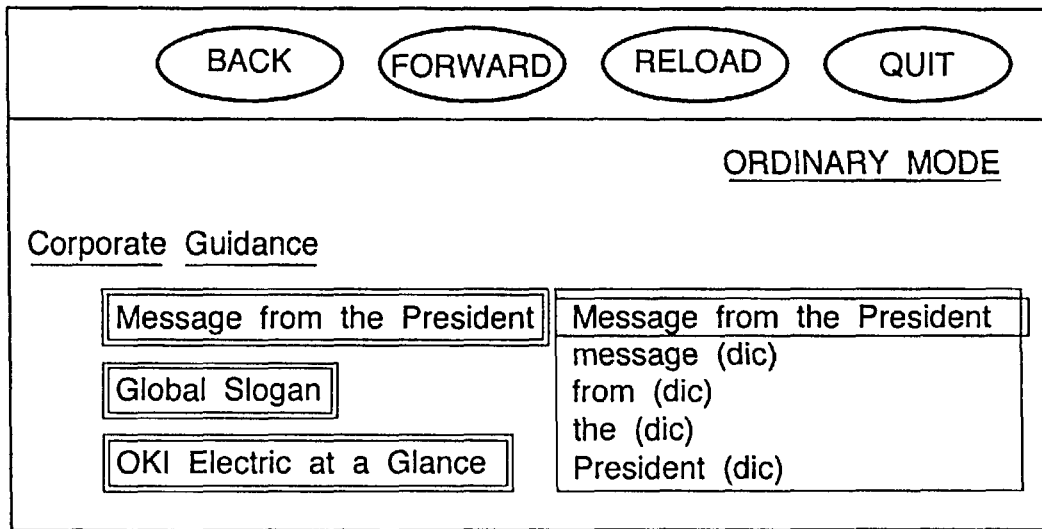 BACK FORWARD RELOAD QUIT
ORDINARY MODE
Corporate Guidance
Message from the President
Global Slogan
OKI Electric at a Glance
Message from the President
message (dic)
from (dic)
the (dic)
President (dic)